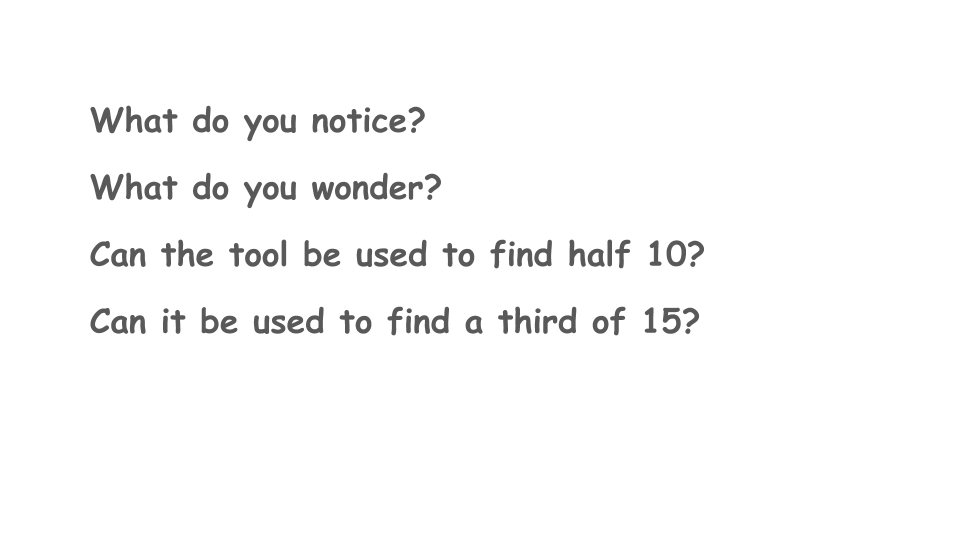 What do you notice?
What do you wonder?
Can the tool be used to find half 10?
Can it be used to find a third of 15?